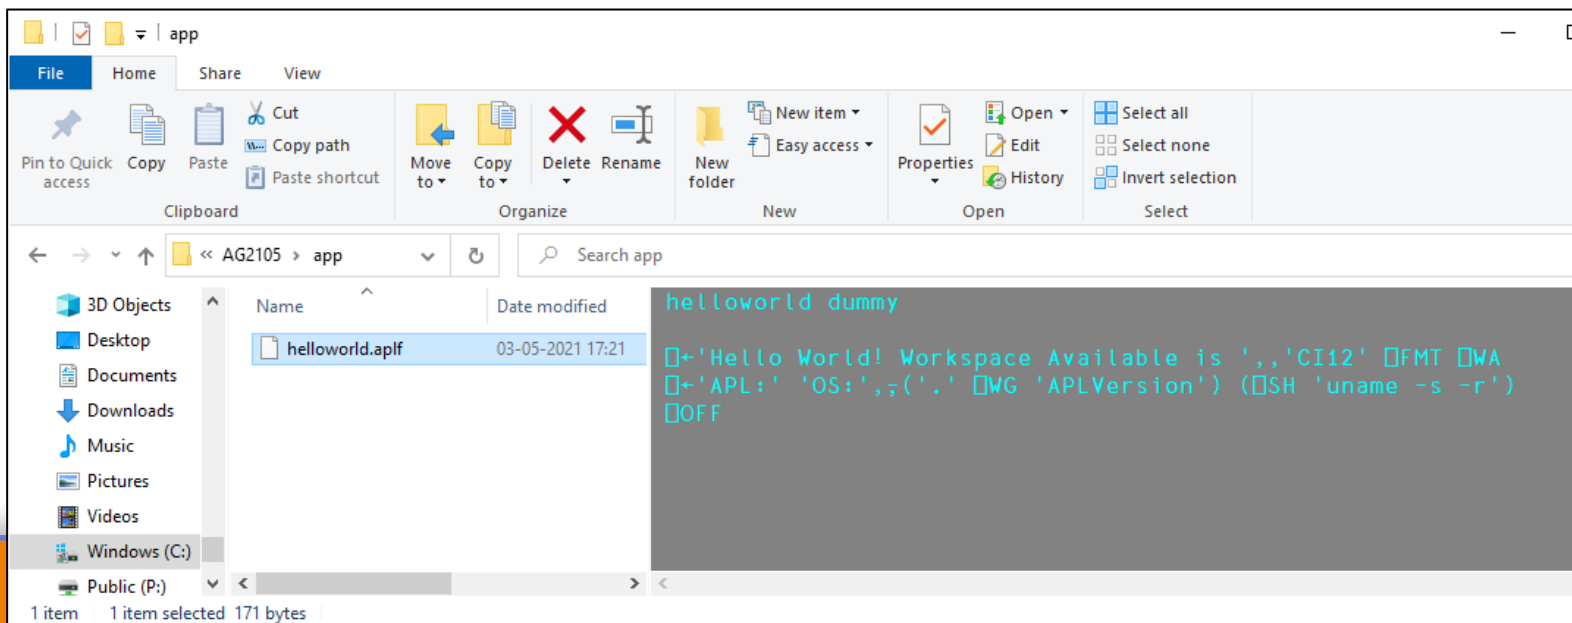 app
File Home Share View
Pin to Quick access
Copy
Paste
Cut
Copy path
Paste shortcut
Clipboard
Move to
Copy to
Delete
Rename
Organize
New folder
New item
Easy access
New
Properties
Open
Edit
History
Open
Select all
Select none
Invert selection
Select
« AG2105 › app
Search app
3D Objects
Desktop
Documents
Downloads
Music
Pictures
Videos
Windows (C:)
Public (P:)
Name Date modified
helloworld.aplf 03-05-2021 17:21
helloworld dummy
⎕←'Hello World! Workspace Available is ',,'CI12' ⎕FMT ⎕WA
⎕←'APL:' 'OS:',⍪('.' ⎕WG 'APLVersion') (⎕SH 'uname -s -r')
⎕OFF
1 item 1 item selected 171 bytes